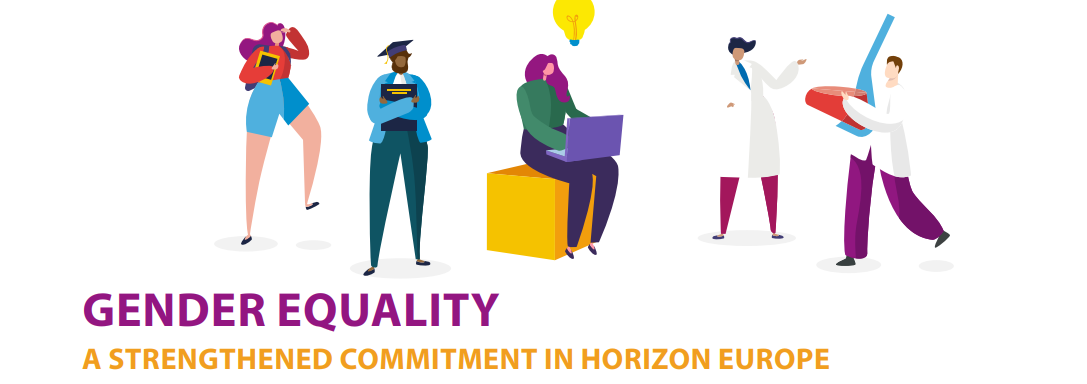 GENDER EQUALITY
A STRENGTHENED COMMITMENT IN HORIZON EUROPE